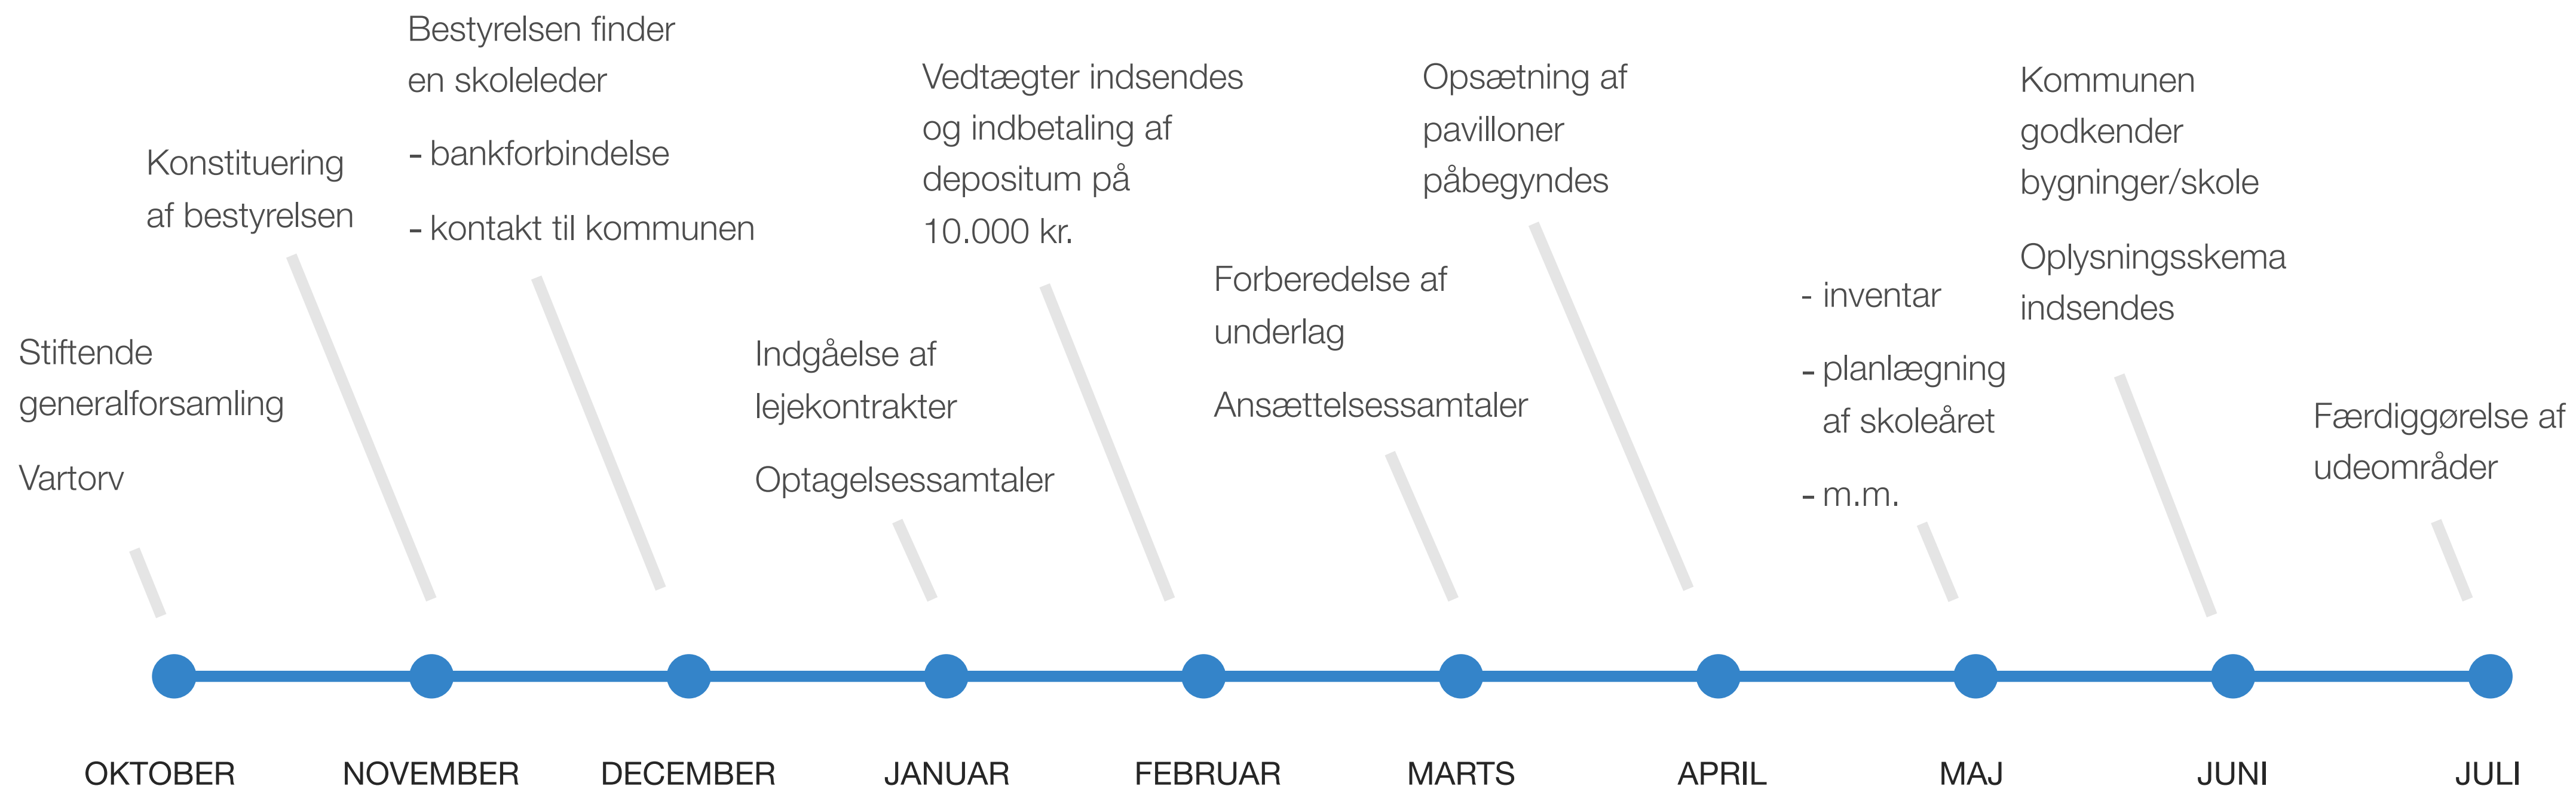 Stiftende
generalforsamling
Vartorv
Konstituering
af bestyrelsen
Bestyrelsen finder
en skoleleder
- bankforbindelse
- kontakt til kommunen
Indgåelse af
lejekontrakter
Optagelsessamtaler
Vedtægter indsendes
og indbetaling af
depositum på
10.000 kr.
Forberedelse af
underlag
Ansættelsessamtaler
Opsætning af
pavilloner
påbegyndes
- inventar
- planlægning
af skoleåret
- m.m.
Kommunen
godkender
bygninger/skole
Oplysningsskema
indsendes
Færdiggørelse af
udeområder
OKTOBER
NOVEMBER
DECEMBER
JANUAR
FEBRUAR
MARTS
APRIL
MAJ
JUNI
JULI